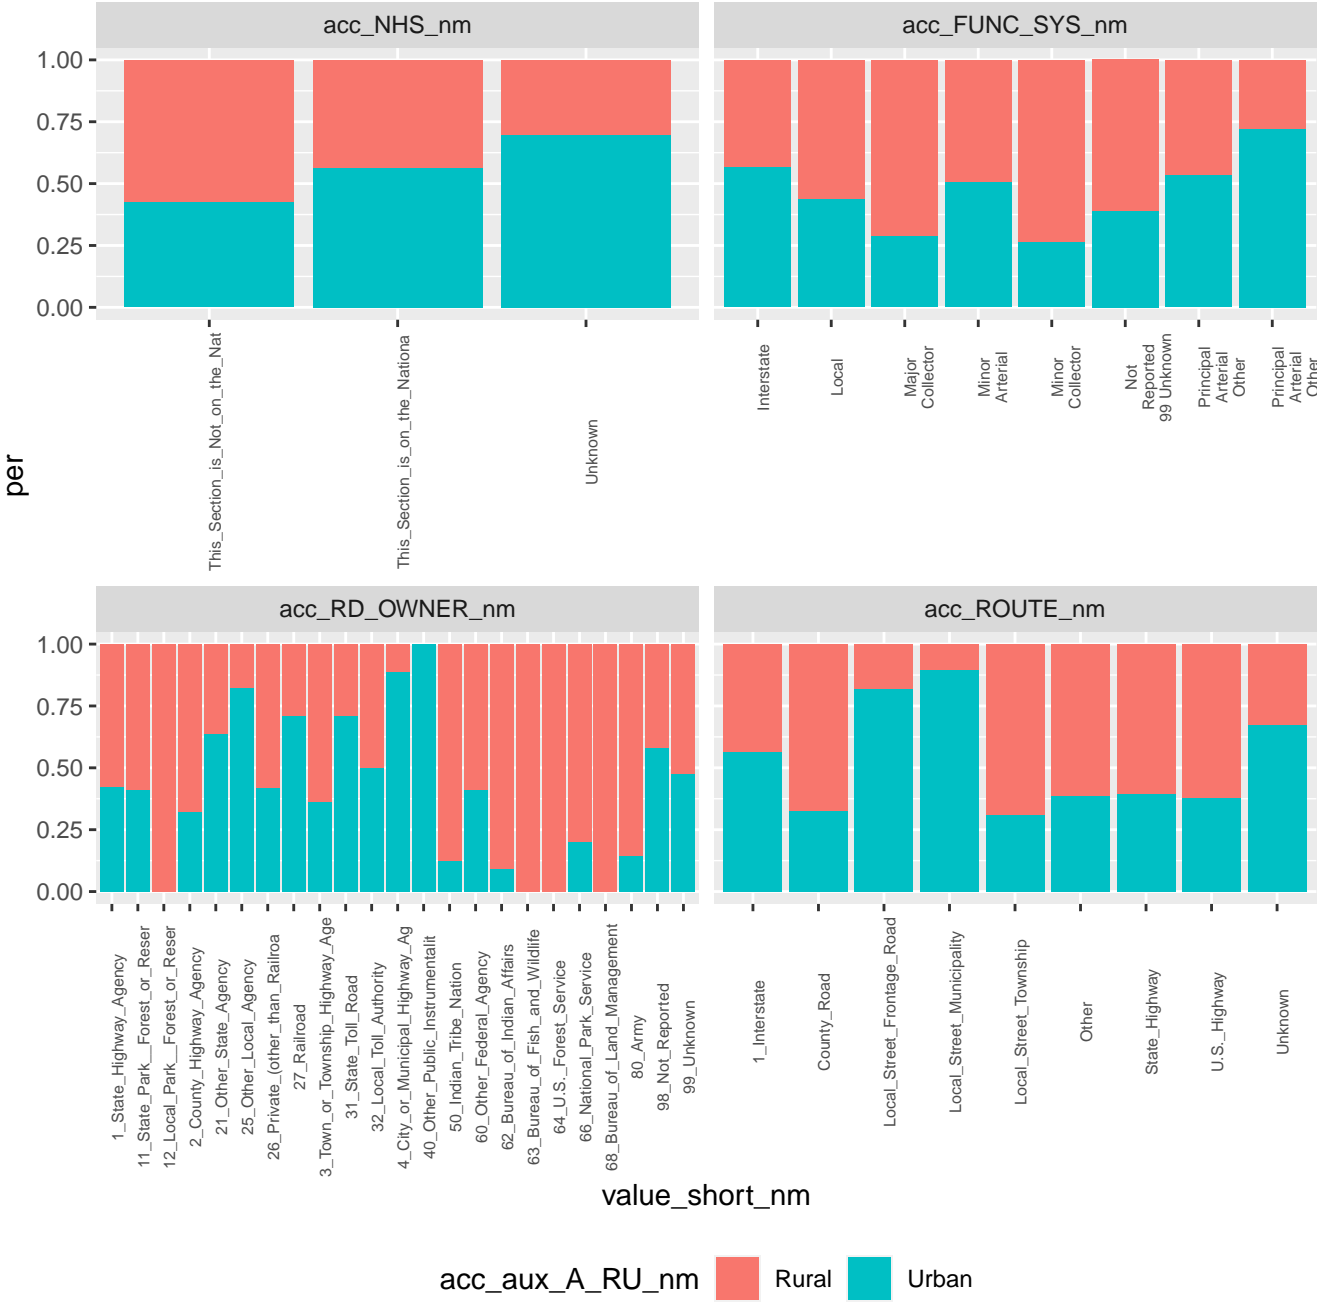 acc_NHS_nm
acc_FUNC_SYS_nm
1.00
0.75
0.50
0.25
0.00
This_Section_is_Not_on_the_Nat
This_Section_is_on_the_Nationa
Unknown
Interstate
Local
Major
Collector
Minor
Arterial
Minor
Collector
Not
Reported
99 Unknown
Principal
Arterial
Other
Principal
Arterial
Other
per
acc_RD_OWNER_nm
acc_ROUTE_nm
1.00
0.75
0.50
0.25
0.00
1_State_Highway_Agency
11_State_Park__Forest_or_Reser
12_Local_Park__Forest_or_Reser
2_County_Highway_Agency
21_Other_State_Agency
25_Other_Local_Agency
26_Private_(other_than_Railroa
27_Railroad
3_Town_or_Township_Highway_Age
31_State_Toll_Road
32_Local_Toll_Authority
4_City_or_Municipal_Highway_Ag
40_Other_Public_Instrumentalit
50_Indian_Tribe_Nation
60_Other_Federal_Agency
62_Bureau_of_Indian_Affairs
63_Bureau_of_Fish_and_Wildlife
64_U.S._Forest_Service
66_National_Park_Service
68_Bureau_of_Land_Management
80_Army
98_Not_Reported
99_Unknown
1_Interstate
County_Road
Local_Street_Frontage_Road
Local_Street_Municipality
Local_Street_Township
Other
State_Highway
U.S._Highway
Unknown
value_short_nm
acc_aux_A_RU_nm
Rural
Urban